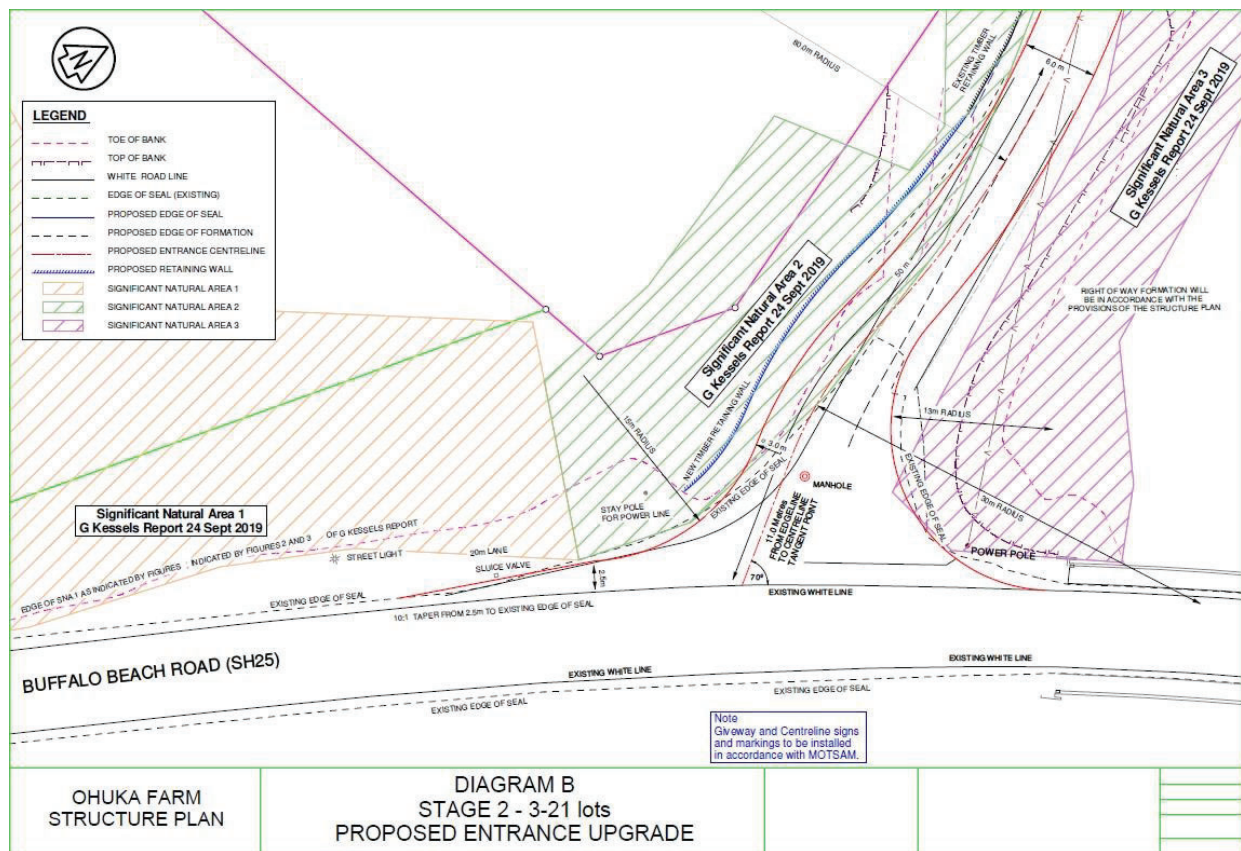 N
LEGEND
TOE OF BANK
TOP OF BANK
WHITE ROAD LINE
EDGE OF SEAL (EXISTING)
PROPOSED EDGE OF SEAL
PROPOSED EDGE OF FORMATION
PROPOSED ENTRANCE CENTRELINE
PROPOSED RETAINING WALL
SIGNIFICANT NATURAL AREA 1
SIGNIFICANT NATURAL AREA 2
SIGNIFICANT NATURAL AREA 3
80.0m RADIUS
EXISTING TIMBER
RETAINING WALL
6.0 m
Significant Natural Area 3
G Kessels Report 24 Sept 2019
Significant Natural Area 2
G Kessels Report 24 Sept 2019
50 m
RIGHT OF WAY FORMATION WILL
BE IN ACCORDANCE WITH THE
PROVISIONS OF THE STRUCTURE PLAN
15m RADIUS
NEW TIMBER RETAINING WALL
3.0 m
13m RADIUS
EXISTING EDGE OF SEAL
EXISTING EDGE OF SEAL
MANHOLE
30m RADIUS
STAY POLE
FOR POWER LINE
11.0 Metres
FROM EDGELINE
TO CENTRELINE
TANGENT POINT
POWER POLE
Significant Natural Area 1
G Kessels Report 24 Sept 2019
EDGE OF SNA 1 AS INDICATED BY FIGURES : INDICATED BY FIGURES 2 AND 3 OF G KESSELS REPORT
STREET LIGHT
20m LANE
SLUICE VALVE
2.5m
70°
EXISTING WHITE LINE
EXISTING EDGE OF SEAL
10:1 TAPER FROM 2.5m TO EXISTING EDGE OF SEAL
BUFFALO BEACH ROAD (SH25)
EXISTING WHITE LINE
EXISTING WHITE LINE
EXISTING EDGE OF SEAL
EXISTING EDGE OF SEAL
Note
Giveway and Centreline signs
and markings to be installed
in accordance with MOTSAM.
OHUKA FARM
STRUCTURE PLAN
DIAGRAM B
STAGE 2 - 3-21 lots
PROPOSED ENTRANCE UPGRADE